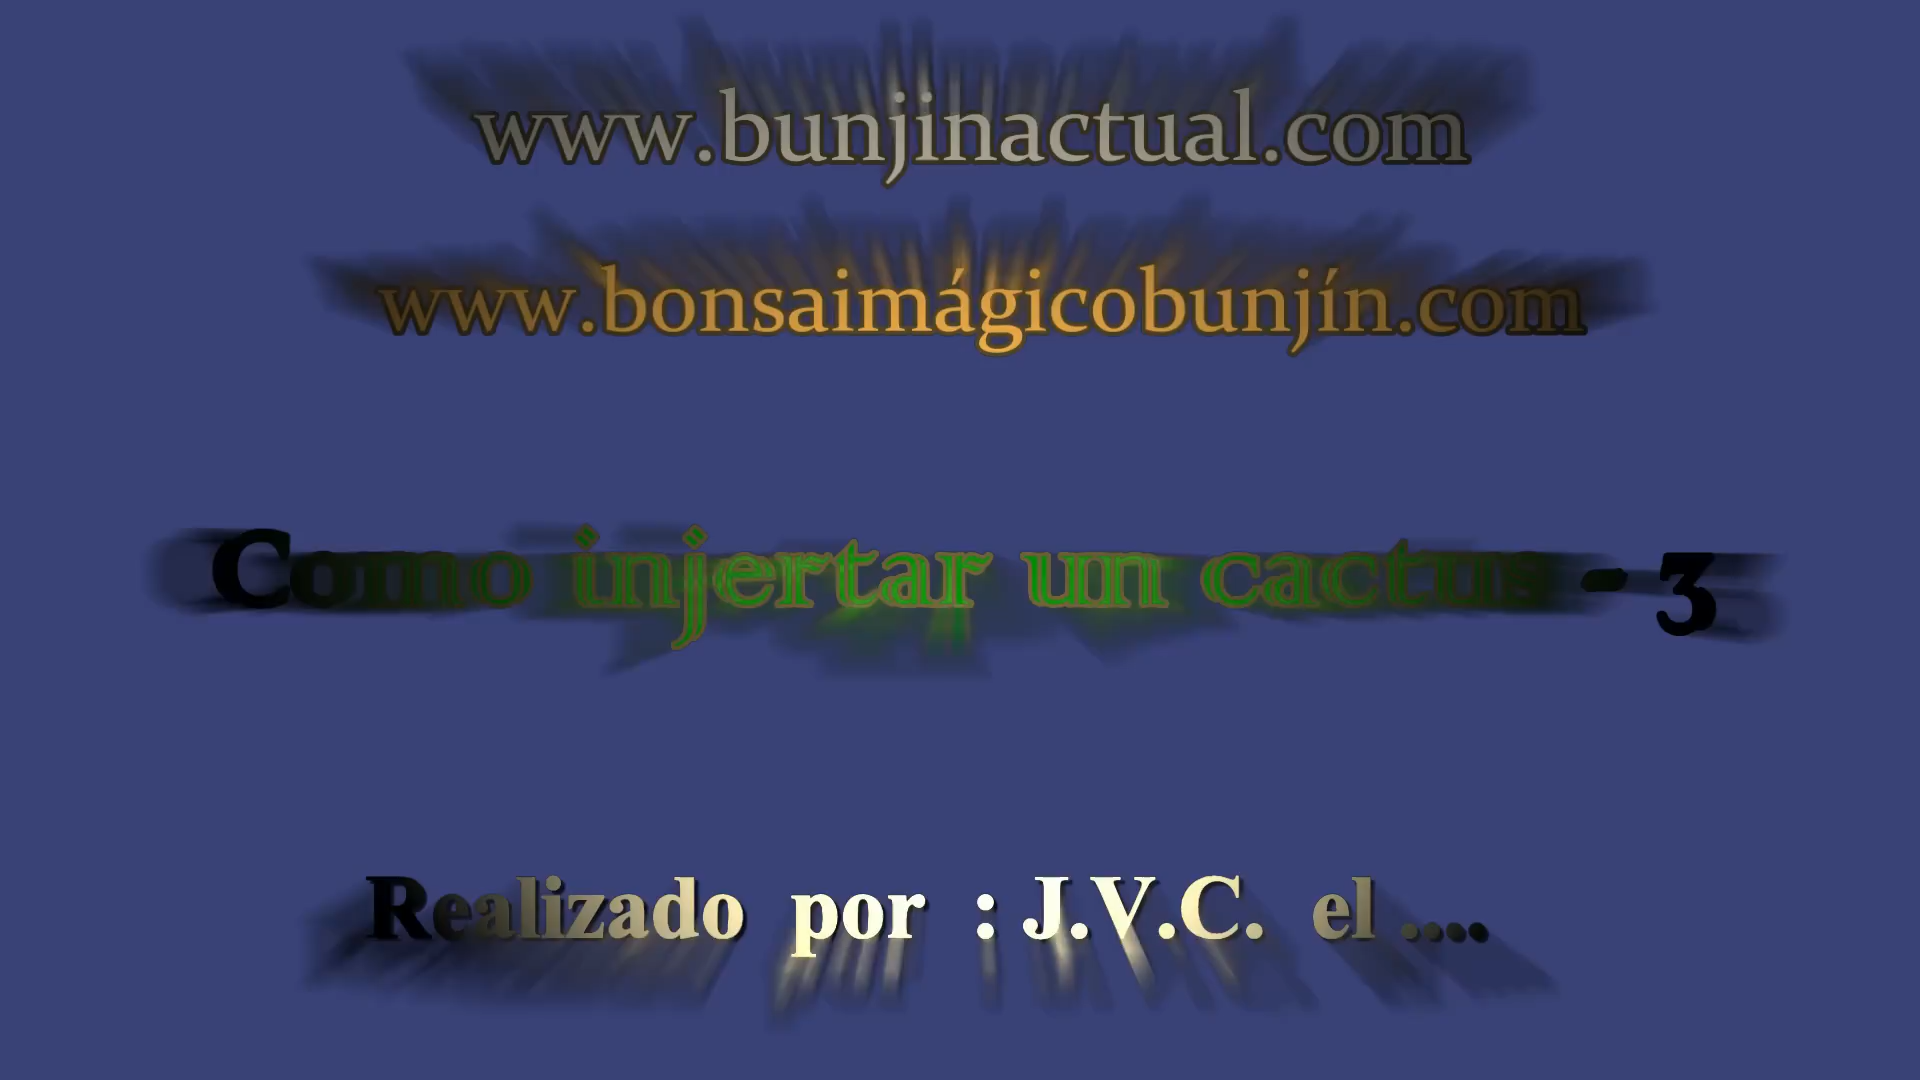 www.bunjinactual.com
www.bonsaimágicobunjín.com
Como injertar un cactus - 3
Realizado por : J.V.C. el ....